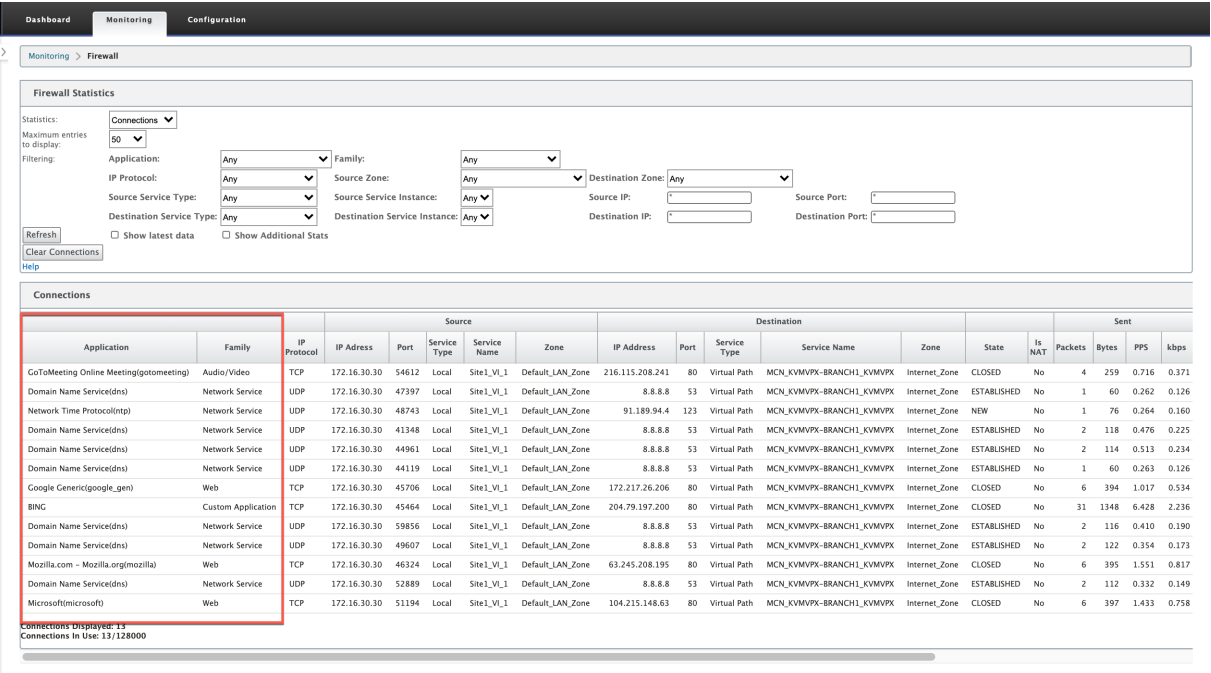 Dashboard Monitoring Configuration
Monitoring > Firewall
Firewall Statistics
Statistics: Connections
Maximum entries to display: 50
Filtering: Application: Any Family: Any
IP Protocol: Any Source Zone: Any Destination Zone: Any
Source Service Type: Any Source Service Instance: Any Source IP: * Source Port: *
Destination Service Type: Any Destination Service Instance: Any Destination IP: * Destination Port: *
Refresh Show latest data Show Additional Stats
Clear Connections
Help
Connections
Source Destination Sent
Application Family IP Protocol IP Adress Port Service Type Service Name Zone IP Address Port Service Type Service Name Zone State Is NAT Packets Bytes PPS kbps
GoToMeeting Online Meeting(gotomeeting) Audio/Video TCP 172.16.30.30 54612 Local Site1_VI_1 Default_LAN_Zone 216.115.208.241 80 Virtual Path MCN_KVMVPX-BRANCH1_KVMVPX Internet_Zone CLOSED No 4 259 0.716 0.371
Domain Name Service(dns) Network Service UDP 172.16.30.30 47397 Local Site1_VI_1 Default_LAN_Zone 8.8.8.8 53 Virtual Path MCN_KVMVPX-BRANCH1_KVMVPX Internet_Zone ESTABLISHED No 1 60 0.262 0.126
Network Time Protocol(ntp) Network Service UDP 172.16.30.30 48743 Local Site1_VI_1 Default_LAN_Zone 91.189.94.4 123 Virtual Path MCN_KVMVPX-BRANCH1_KVMVPX Internet_Zone NEW No 1 76 0.264 0.160
Domain Name Service(dns) Network Service UDP 172.16.30.30 41348 Local Site1_VI_1 Default_LAN_Zone 8.8.8.8 53 Virtual Path MCN_KVMVPX-BRANCH1_KVMVPX Internet_Zone ESTABLISHED No 2 118 0.476 0.225
Domain Name Service(dns) Network Service UDP 172.16.30.30 44961 Local Site1_VI_1 Default_LAN_Zone 8.8.8.8 53 Virtual Path MCN_KVMVPX-BRANCH1_KVMVPX Internet_Zone ESTABLISHED No 2 114 0.513 0.234
Domain Name Service(dns) Network Service UDP 172.16.30.30 44119 Local Site1_VI_1 Default_LAN_Zone 8.8.8.8 53 Virtual Path MCN_KVMVPX-BRANCH1_KVMVPX Internet_Zone ESTABLISHED No 1 60 0.263 0.126
Google Generic(google_gen) Web TCP 172.16.30.30 45706 Local Site1_VI_1 Default_LAN_Zone 172.217.26.206 80 Virtual Path MCN_KVMVPX-BRANCH1_KVMVPX Internet_Zone CLOSED No 6 394 1.017 0.534
BING Custom Application TCP 172.16.30.30 45464 Local Site1_VI_1 Default_LAN_Zone 204.79.197.200 80 Virtual Path MCN_KVMVPX-BRANCH1_KVMVPX Internet_Zone CLOSED No 31 1348 6.428 2.236
Domain Name Service(dns) Network Service UDP 172.16.30.30 59856 Local Site1_VI_1 Default_LAN_Zone 8.8.8.8 53 Virtual Path MCN_KVMVPX-BRANCH1_KVMVPX Internet_Zone ESTABLISHED No 2 116 0.410 0.190
Domain Name Service(dns) Network Service UDP 172.16.30.30 49607 Local Site1_VI_1 Default_LAN_Zone 8.8.8.8 53 Virtual Path MCN_KVMVPX-BRANCH1_KVMVPX Internet_Zone ESTABLISHED No 2 122 0.354 0.173
Mozilla.com - Mozilla.org(mozilla) Web TCP 172.16.30.30 46324 Local Site1_VI_1 Default_LAN_Zone 63.245.208.195 80 Virtual Path MCN_KVMVPX-BRANCH1_KVMVPX Internet_Zone CLOSED No 6 395 1.551 0.817
Domain Name Service(dns) Network Service UDP 172.16.30.30 52889 Local Site1_VI_1 Default_LAN_Zone 8.8.8.8 53 Virtual Path MCN_KVMVPX-BRANCH1_KVMVPX Internet_Zone ESTABLISHED No 2 112 0.332 0.149
Microsoft(microsoft) Web TCP 172.16.30.30 51194 Local Site1_VI_1 Default_LAN_Zone 104.215.148.63 80 Virtual Path MCN_KVMVPX-BRANCH1_KVMVPX Internet_Zone CLOSED No 6 397 1.433 0.758
Connections Displayed: 13
Connections In Use: 13/128000